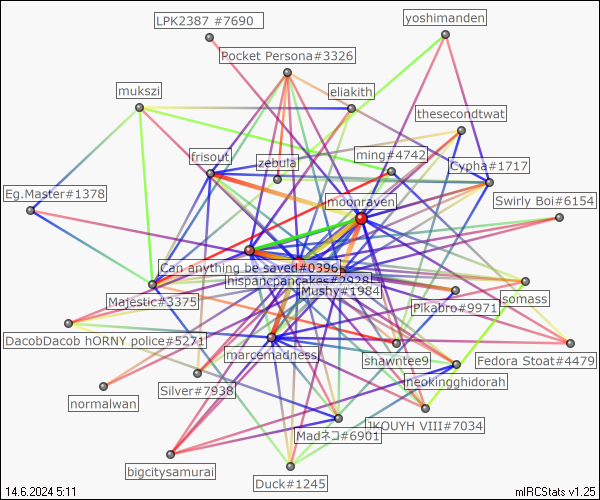 LPK2387 #7690
yoshimanden
Pocket Persona#3326
mukszi
eliakith
thesecondtwat
frisout
zebula
ming#4742
Cypha#1717
Eg.Master#1378
moonraven
Swirly Boi#6154
Can anything be saved#0396
hispancpancakes#2928
Mushy#1984
Majestic#3375
Pikabro#9971
somass
DacobDacob hORNY police#5271
marcemadness
shawntee9
Fedora Stoat#4479
Silver#7938
neokingghidorah
normalwan
Madネコ#6901
JKOUYH VIII#7034
bigcitysamurai
Duck#1245
14.6.2024 5:11
mIRCStats v1.25